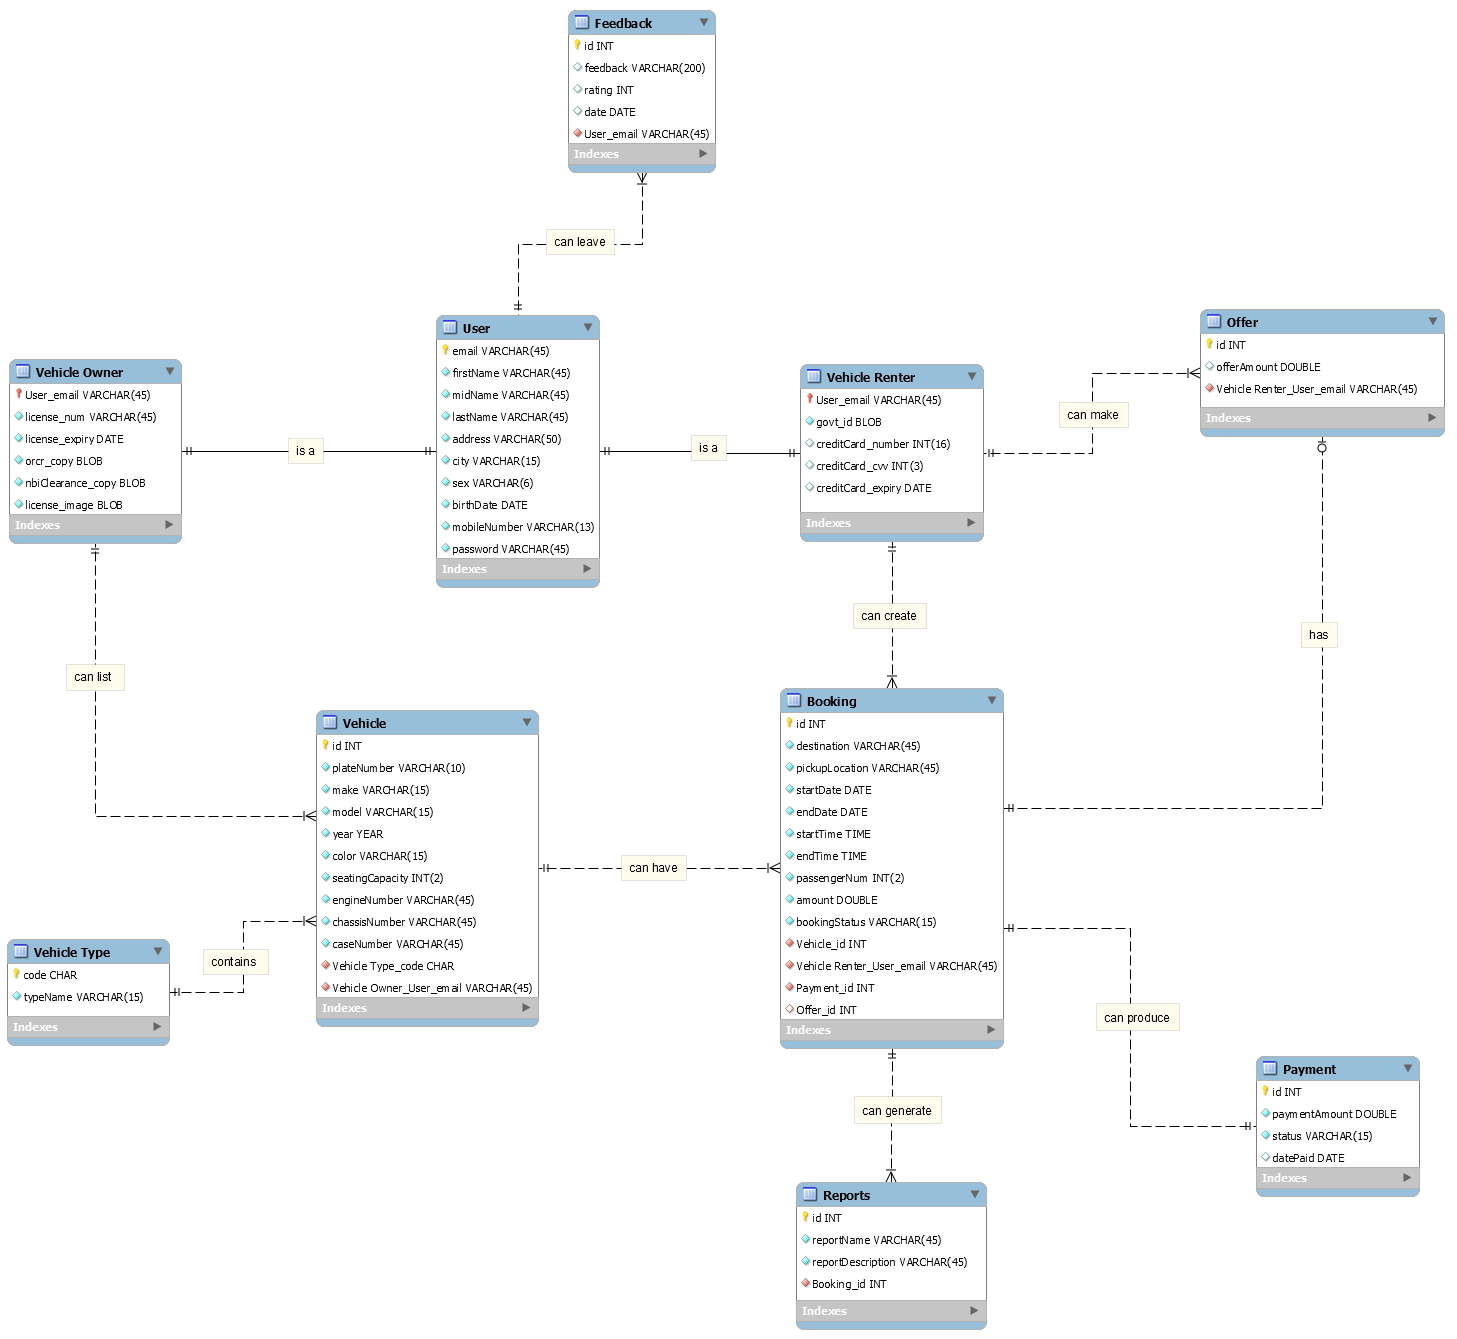 Feedback
id INT
feedback VARCHAR(200)
rating INT
date DATE
User_email VARCHAR(45)
Indexes
can leave
User
email VARCHAR(45)
firstName VARCHAR(45)
midName VARCHAR(45)
lastName VARCHAR(45)
address VARCHAR(50)
city VARCHAR(15)
sex VARCHAR(6)
birthDate DATE
mobileNumber VARCHAR(13)
password VARCHAR(45)
Indexes
Vehicle Owner
User_email VARCHAR(45)
license_num VARCHAR(45)
license_expiry DATE
orcr_copy BLOB
nbiClearance_copy BLOB
license_image BLOB
Indexes
is a
is a
Vehicle Renter
User_email VARCHAR(45)
govt_id BLOB
creditCard_number INT(16)
creditCard_cvv INT(3)
creditCard_expiry DATE
Indexes
can make
Offer
id INT
offerAmount DOUBLE
Vehicle Renter_User_email VARCHAR(45)
Indexes
can create
has
can list
Vehicle
id INT
plateNumber VARCHAR(10)
make VARCHAR(15)
model VARCHAR(15)
year YEAR
color VARCHAR(15)
seatingCapacity INT(2)
engineNumber VARCHAR(45)
chassisNumber VARCHAR(45)
caseNumber VARCHAR(45)
Vehicle Type_code CHAR
Vehicle Owner_User_email VARCHAR(45)
Indexes
can have
Booking
id INT
destination VARCHAR(45)
pickupLocation VARCHAR(45)
startDate DATE
endDate DATE
startTime TIME
endTime TIME
passengerNum INT(2)
amount DOUBLE
bookingStatus VARCHAR(15)
Vehicle_id INT
Vehicle Renter_User_email VARCHAR(45)
Payment_id INT
Offer_id INT
Indexes
Vehicle Type
code CHAR
typeName VARCHAR(15)
Indexes
contains
can produce
Payment
id INT
paymentAmount DOUBLE
status VARCHAR(15)
datePaid DATE
Indexes
can generate
Reports
id INT
reportName VARCHAR(45)
reportDescription VARCHAR(45)
Booking_id INT
Indexes